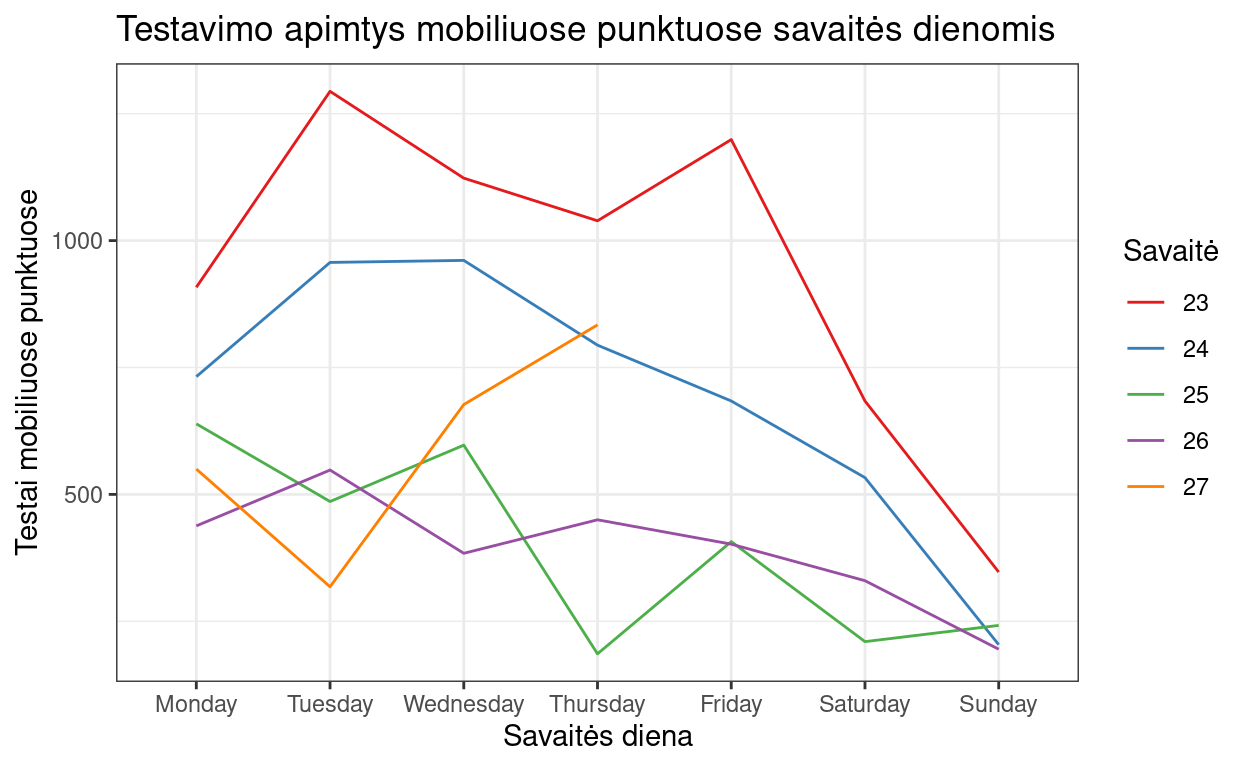 Testavimo apimtys mobiliuose punktuose savaitės dienomis
Testai mobiliuose punktuose
1000
500
Monday
Tuesday
Wednesday
Thursday
Friday
Saturday
Sunday
Savaitės diena
Savaitė
23
24
25
26
27